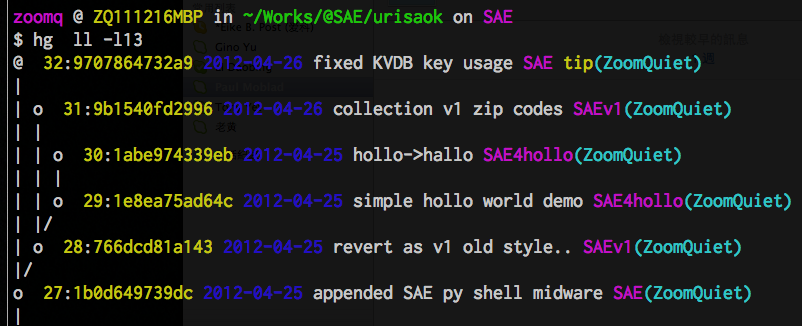 zoomq @ ZQ111216MBP in ~/Works/@SAE/urisaok on SAE
$ hg  ll -l13
@  32:9707864732a9 2012-04-26 fixed KVDB key usage SAE tip(ZoomQuiet)
|
| o  31:9b1540fd2996 2012-04-26 collection v1 zip codes SAEv1(ZoomQuiet)
| |
| | o  30:1abe974339eb 2012-04-25 hollo->hallo SAE4hollo(ZoomQuiet)
| | |
| | o  29:1e8ea75ad64c 2012-04-25 simple hollo world demo SAE4hollo(ZoomQuiet)
| |/
| o  28:766dcd81a143 2012-04-25 revert as v1 old style.. SAEv1(ZoomQuiet)
|/
o  27:1b0d649739dc 2012-04-25 appended SAE py shell midware SAE(ZoomQuiet)
|
Gino Yu